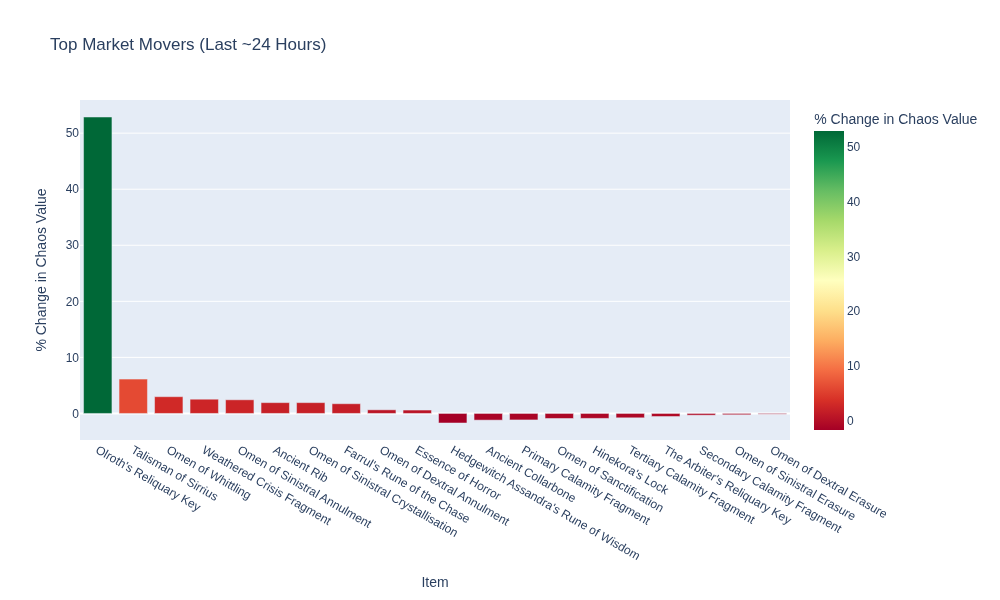 Top Market Movers (Last ~24 Hours)
% Change in Chaos Value
50
40
30
20
10
0
% Change in Chaos Value
50
40
30
20
10
0
Olroth's Reliquary Key
Talisman of Sirrius
Omen of Whittling
Weathered Crisis Fragment
Omen of Sinistral Annulment
Ancient Rib
Omen of Sinistral Crystallisation
Farrul's Rune of the Chase
Omen of Dextral Annulment
Essence of Horror
Hedgewitch Assandra's Rune of Wisdom
Ancient Collarbone
Primary Calamity Fragment
Omen of Sanctification
Hinekora's Lock
Tertiary Calamity Fragment
The Arbiter's Reliquary Key
Secondary Calamity Fragment
Omen of Sinistral Erasure
Omen of Dextral Erasure
Item